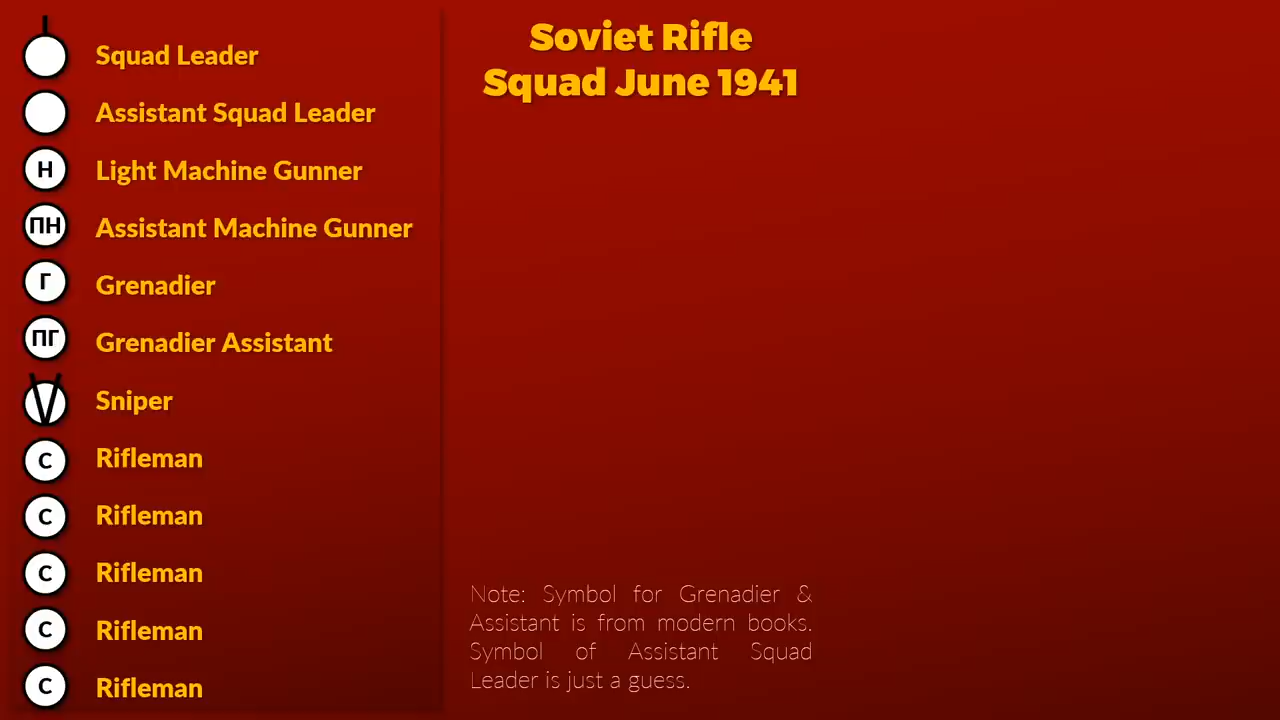 Soviet Rifle
Squad June 1941
Squad Leader
Assistant Squad Leader
Н Light Machine Gunner
ПН Assistant Machine Gunner
Г Grenadier
ПГ Grenadier Assistant
Sniper
С Rifleman
С Rifleman
С Rifleman
С Rifleman
С Rifleman
Note: Symbol for Grenadier &
Assistant is from modern books.
Symbol of Assistant Squad
Leader is just a guess.